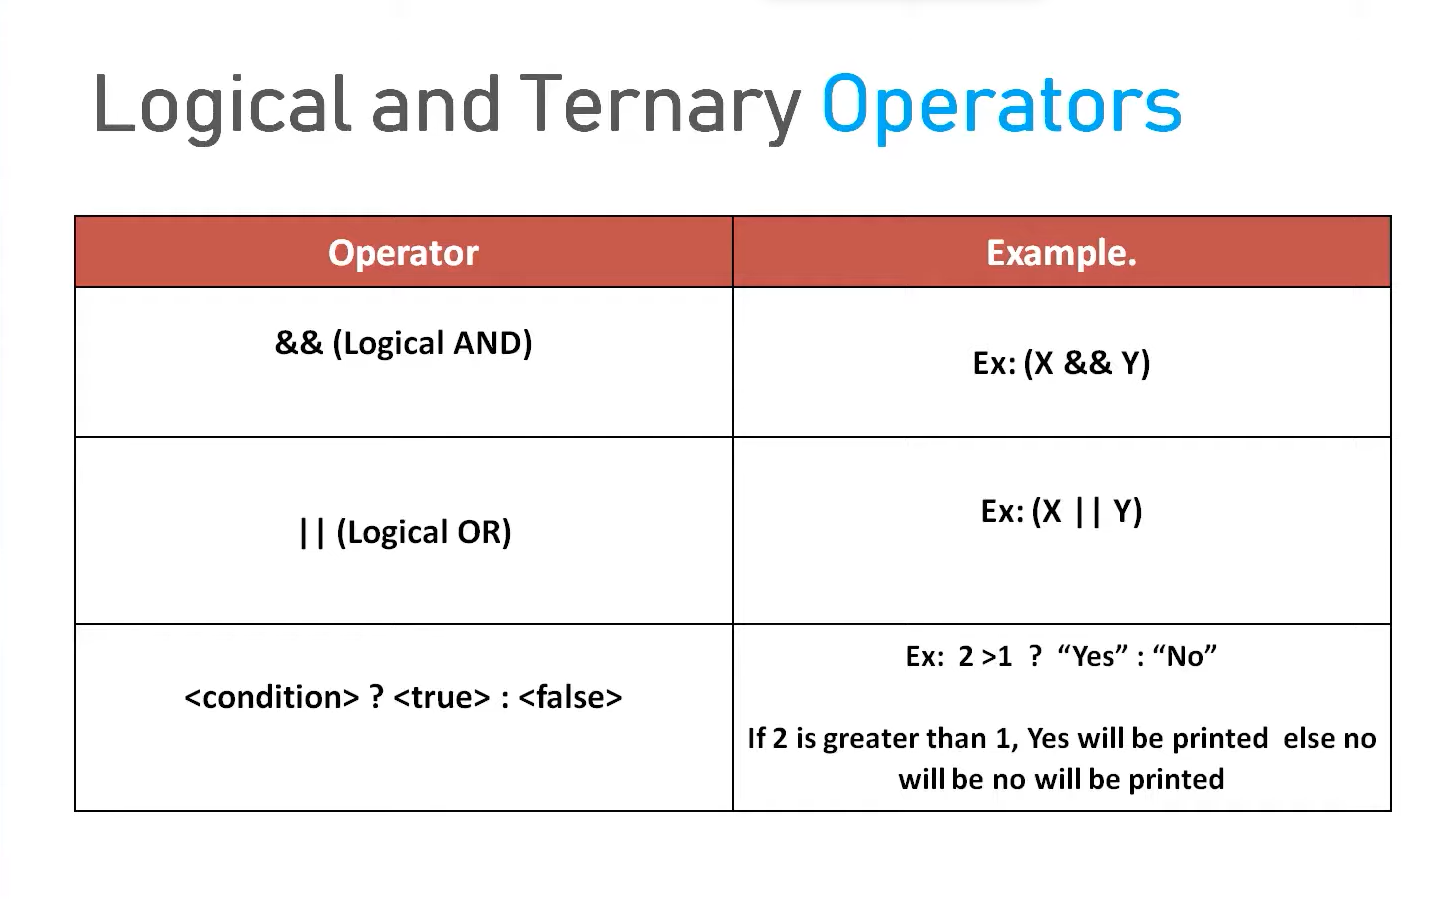 Logical and Ternary Operators
Operator
Example.
&& (Logical AND)
Ex: (X && Y)
|| (Logical OR)
Ex: (X || Y)
<condition> ? <true> : <false>
Ex: 2 >1 ? “Yes” : “No”
If 2 is greater than 1, Yes will be printed else no
will be no will be printed